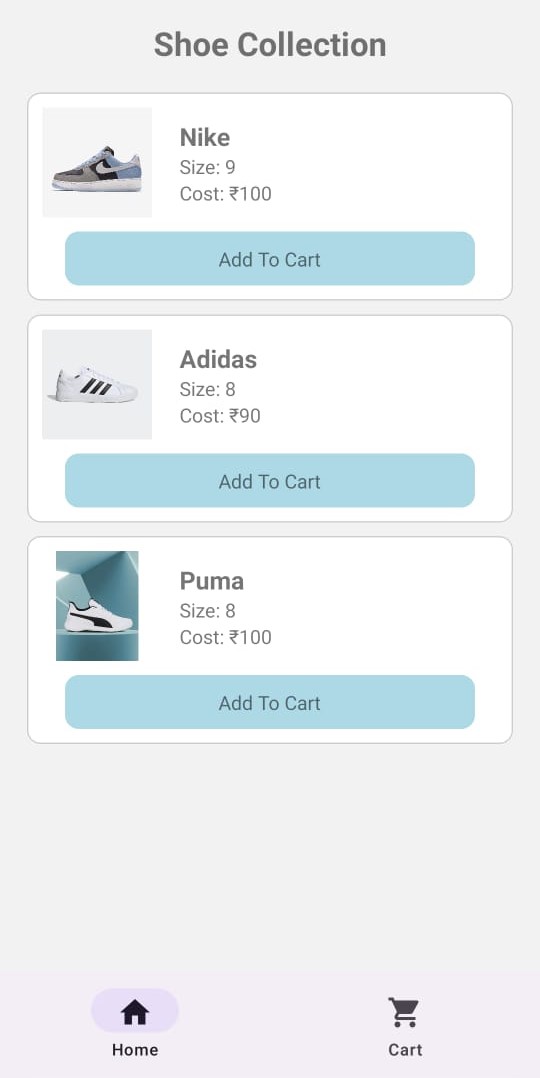 Shoe Collection
Nike
Size: 9
Cost: ₹100
Add To Cart
Adidas
Size: 8
Cost: ₹90
Add To Cart
Puma
Size: 8
Cost: ₹100
Add To Cart
Home
Cart